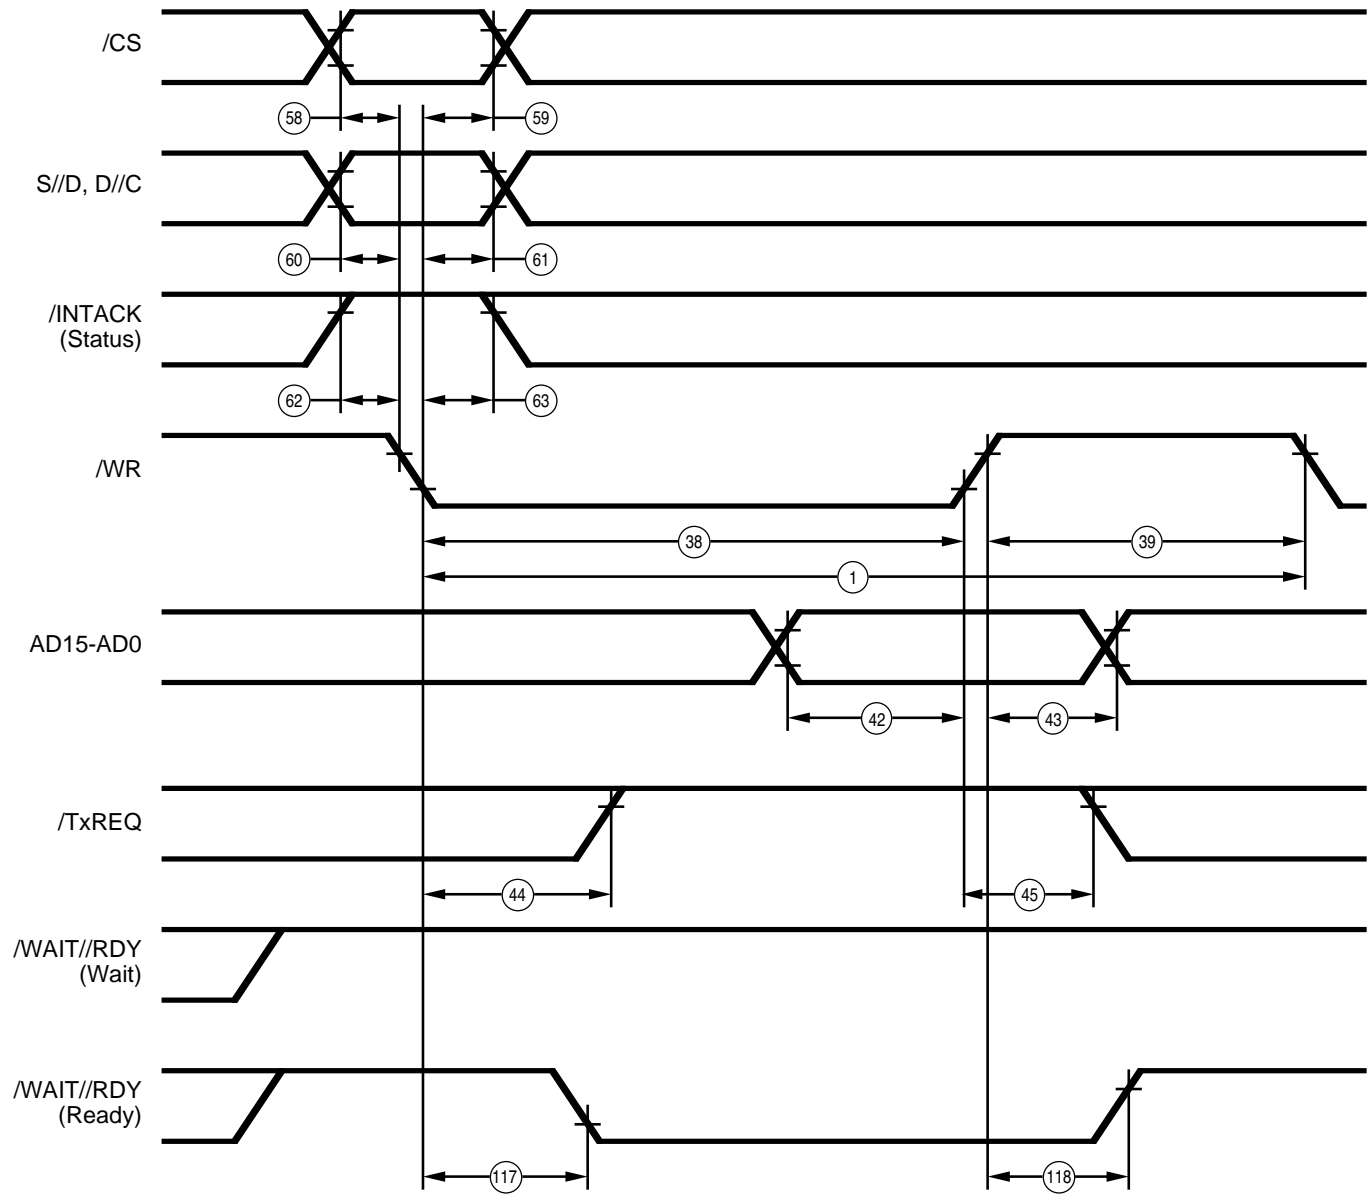 /CS
58
59
S//D, D//C
60
61
/INTACK
(Status)
62
63
/WR
38
39
1
AD15-AD0
42
43
/TxREQ
44
45
/WAIT//RDY
(Wait)
/WAIT//RDY
(Ready)
117
118